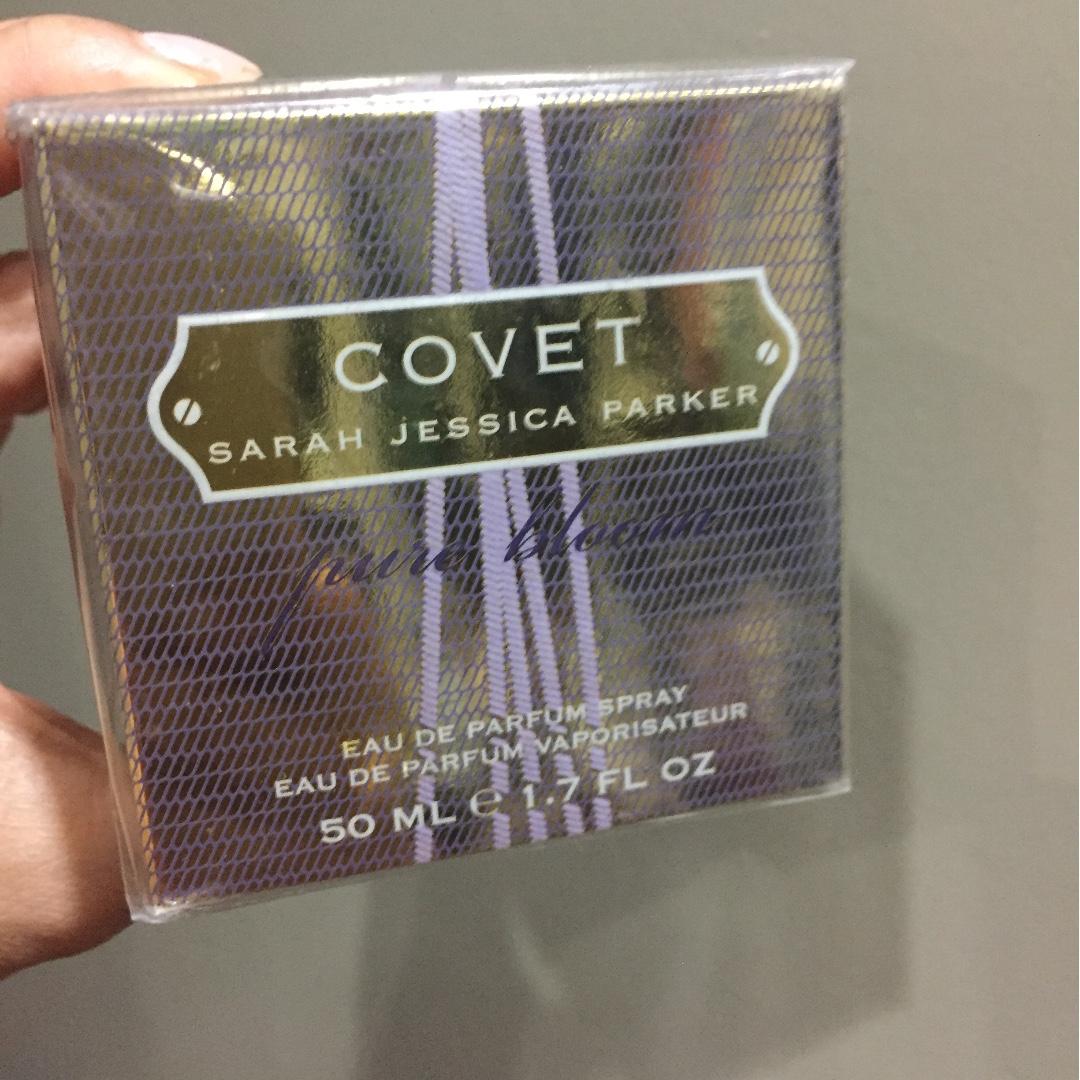 COVET
SARAH JESSICA PARKER
pure bloom
EAU DE PARFUM SPRAY
EAU DE PARFUM VAPORISATEUR
50 ML ℮ 1.7 FL OZ